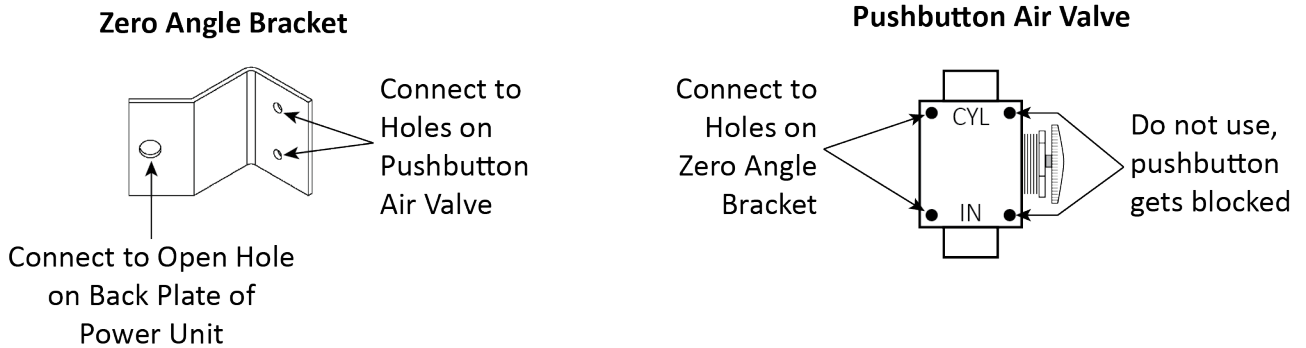 Zero Angle Bracket
Connect to
Holes on
Pushbutton
Air Valve
Connect to Open Hole
on Back Plate of
Power Unit
Pushbutton Air Valve
Connect to
Holes on
Zero Angle
Bracket
CYL
IN
Do not use,
pushbutton
gets blocked